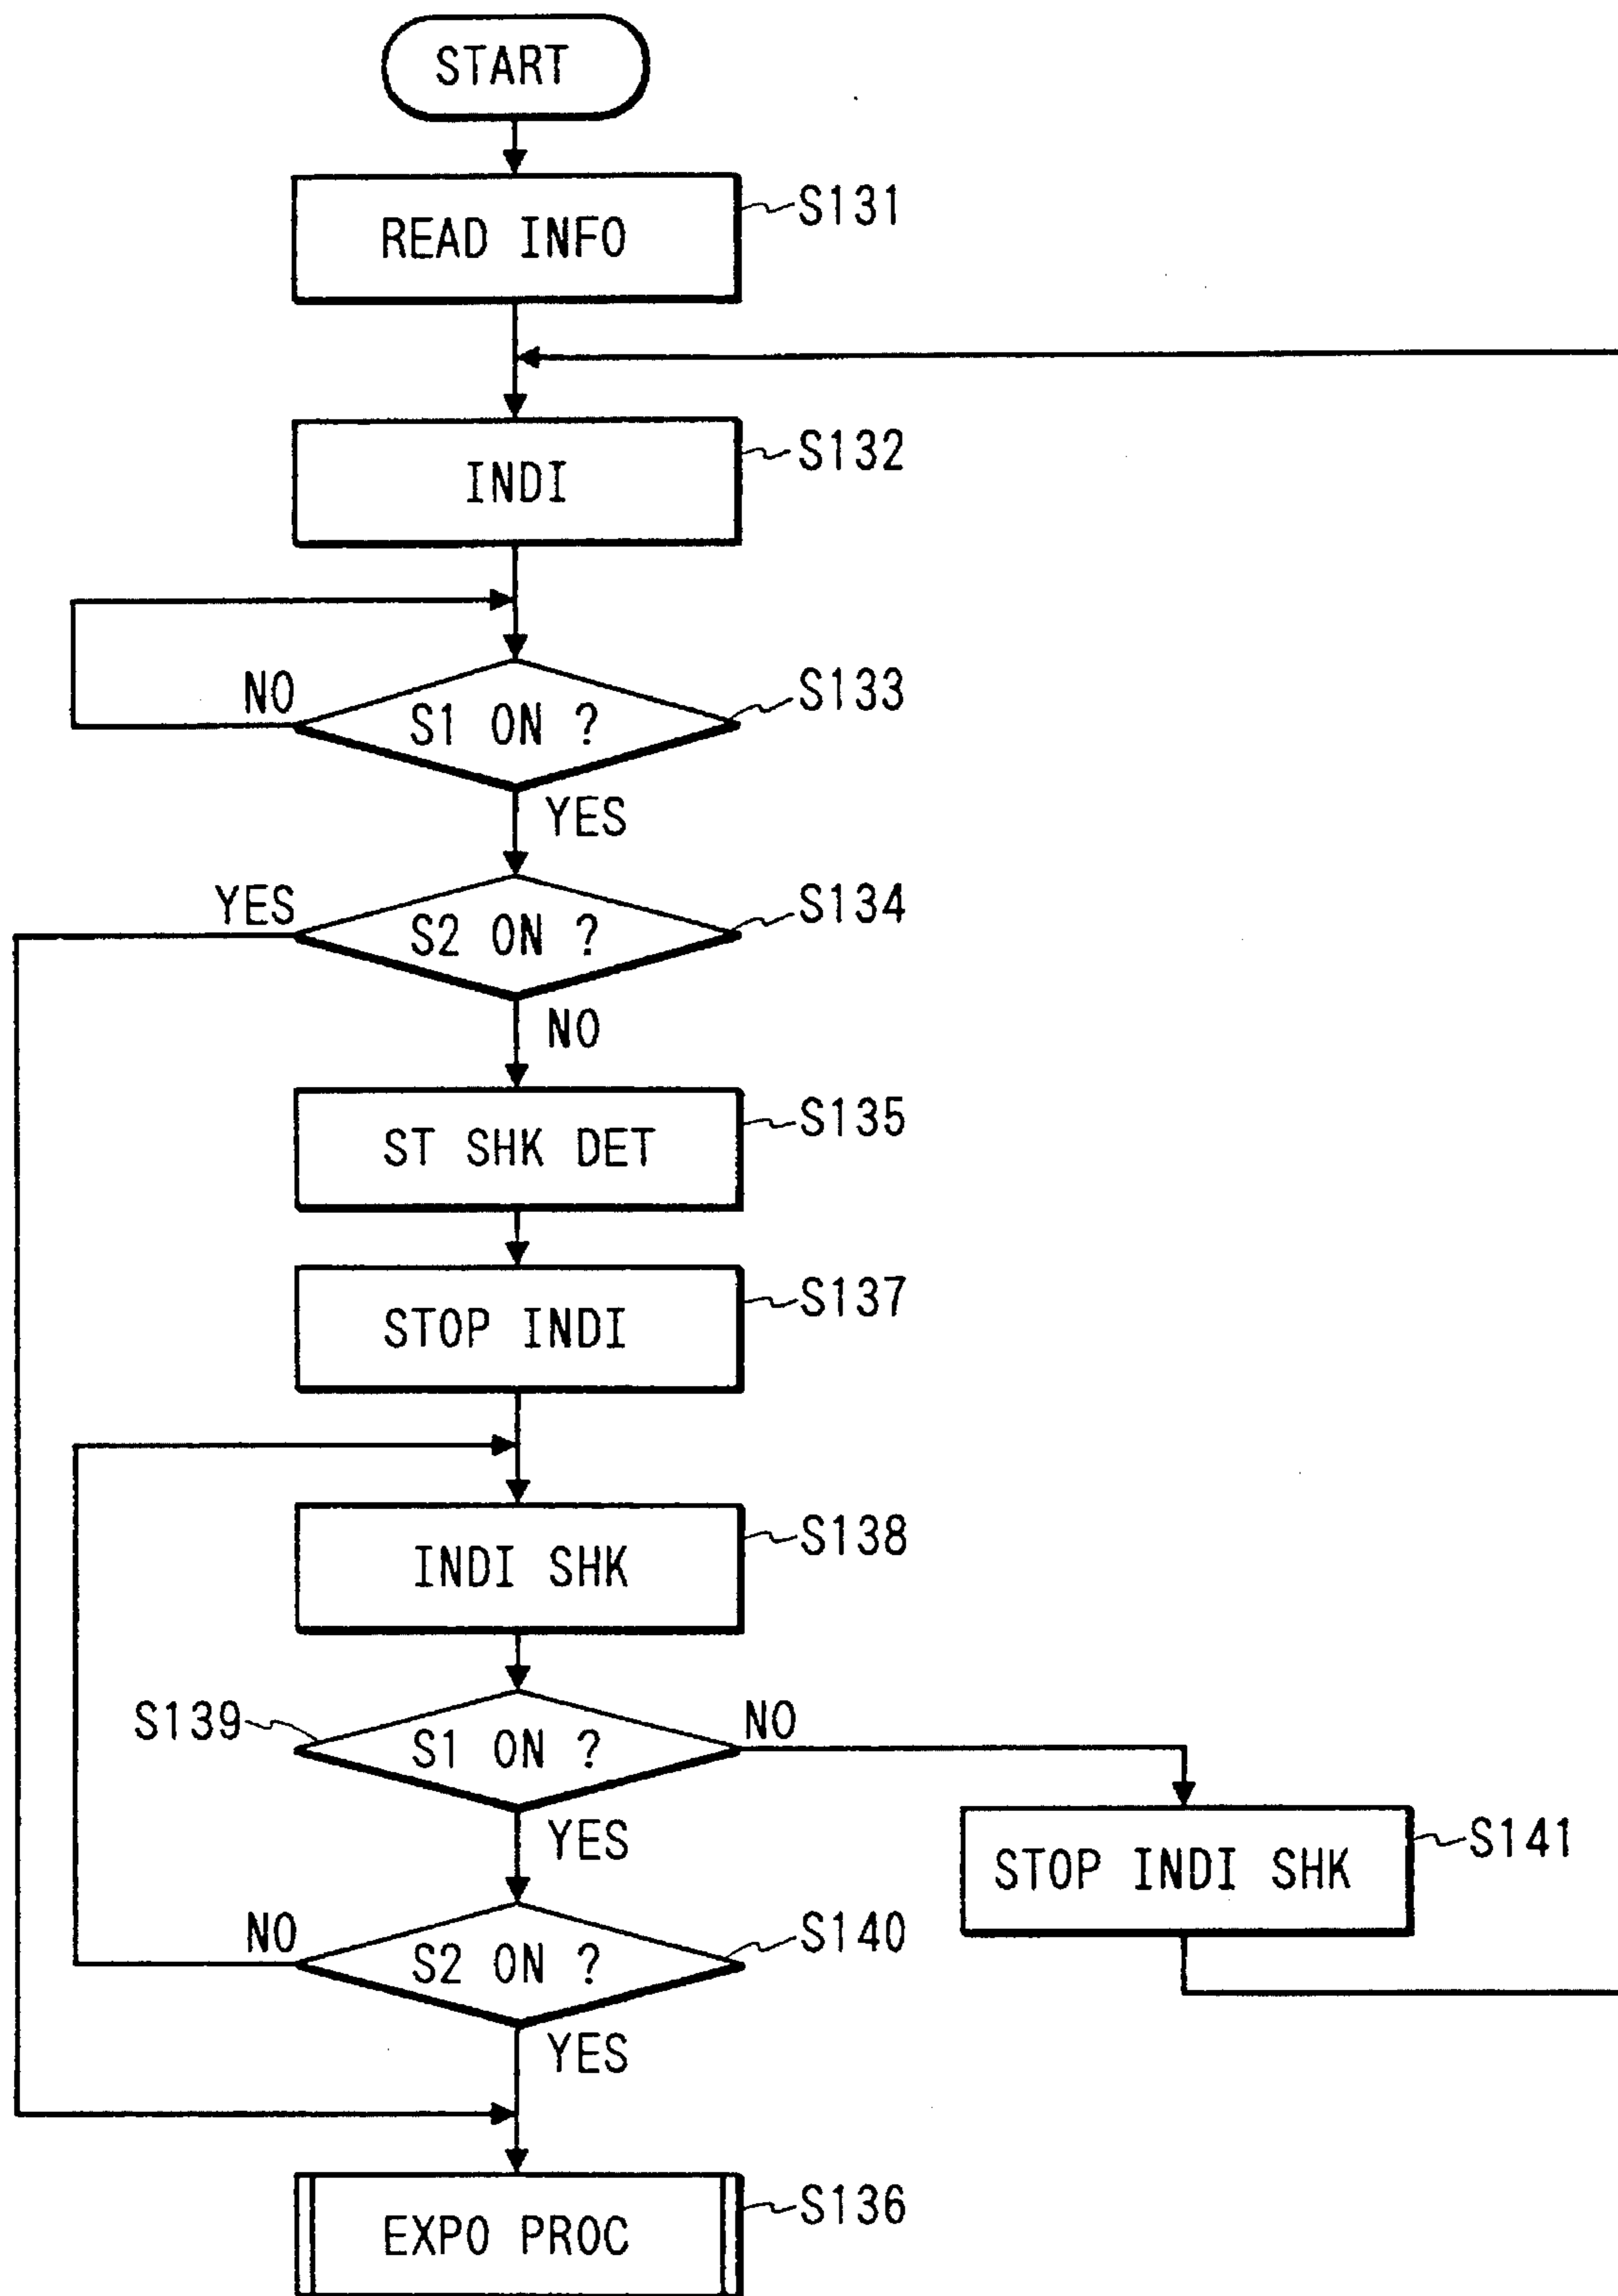 START
READ INFO
S131
INDI
S132
S1 ON ?
S133
NO
YES
S2 ON ?
S134
YES
NO
ST SHK DET
S135
STOP INDI
S137
INDI SHK
S138
S139
S1 ON ?
NO
YES
STOP INDI SHK
S141
S2 ON ?
S140
NO
YES
EXPO PROC
S136